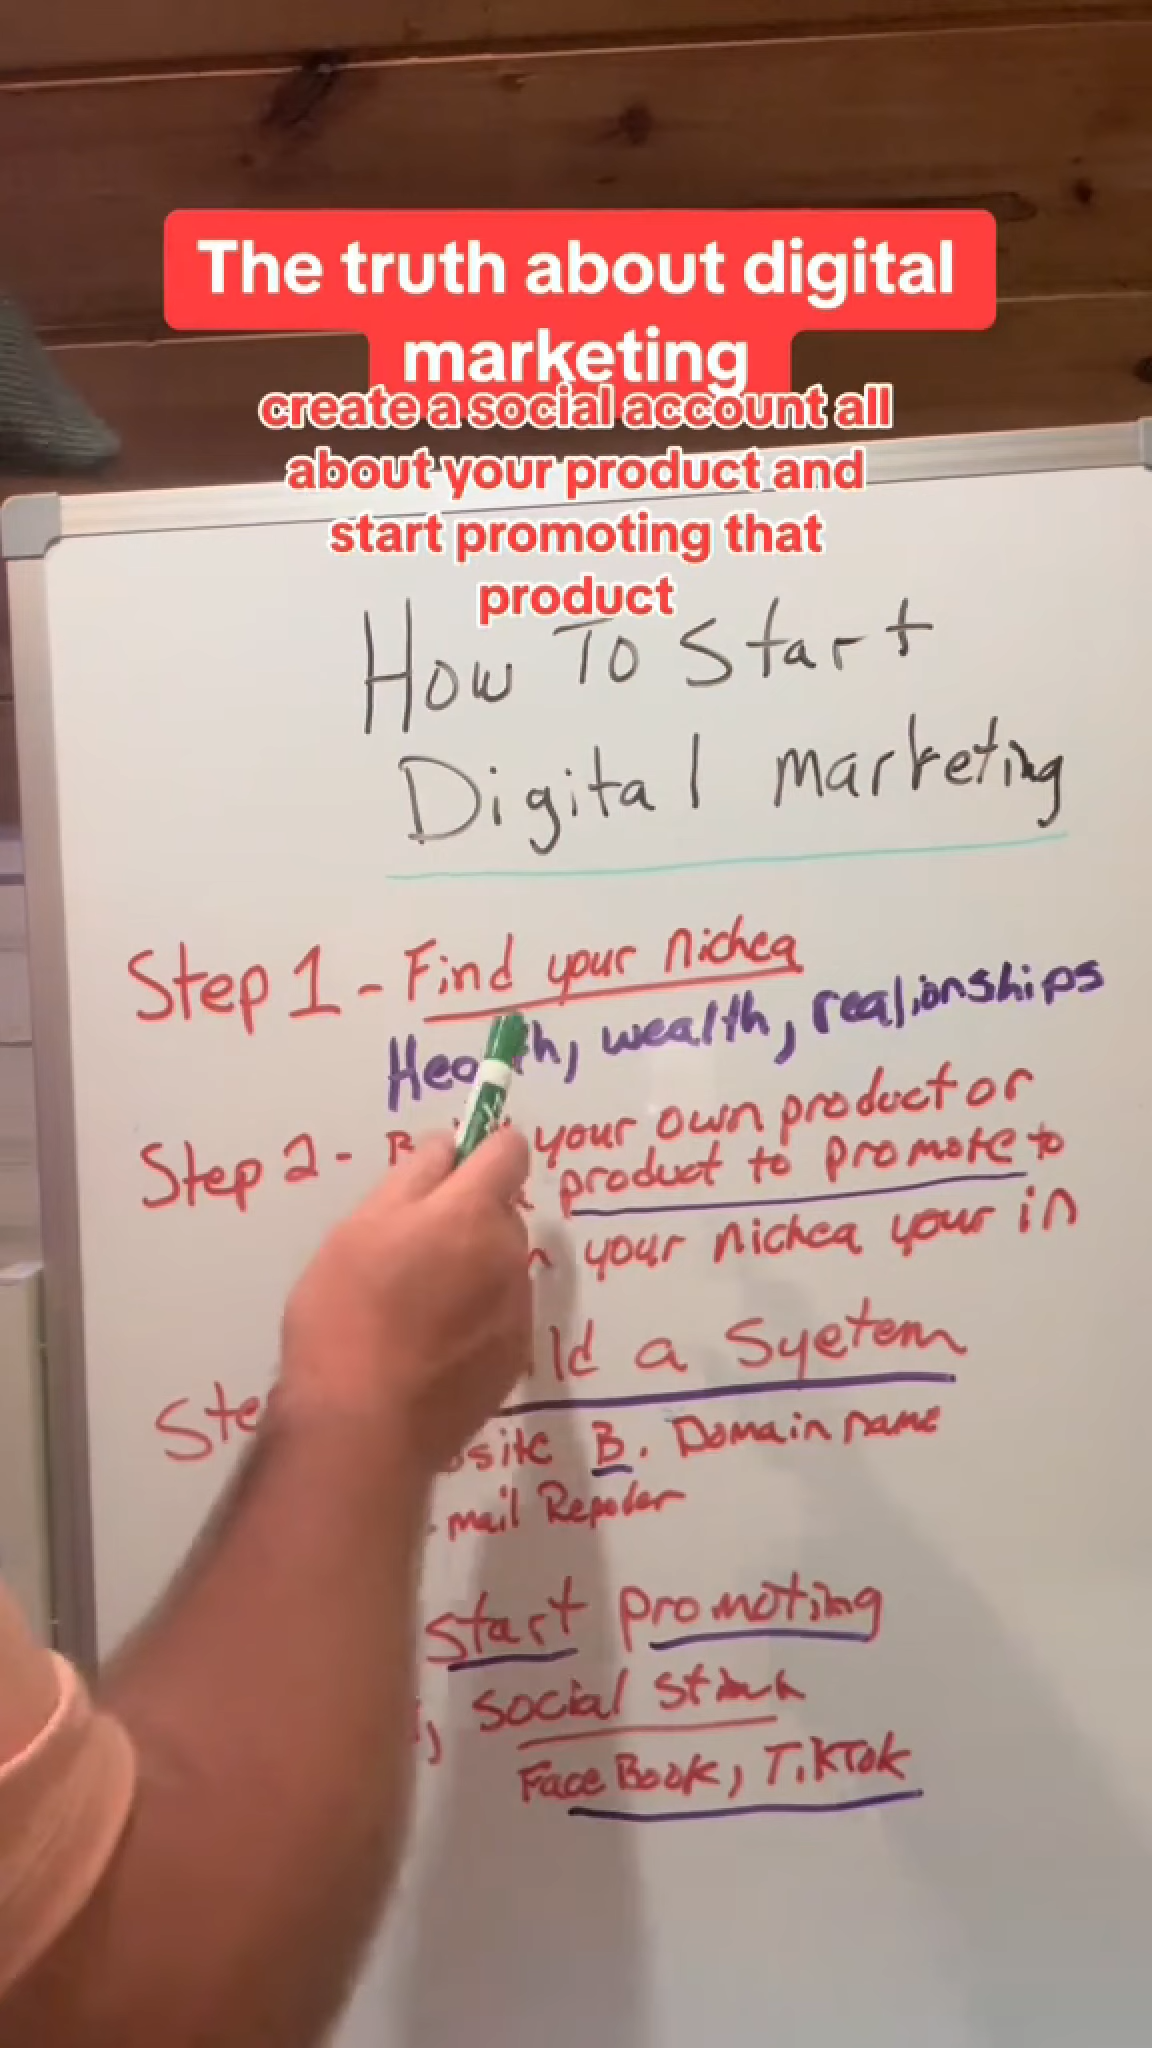 The truth about digital
marketing
create a social account all
about your product and
start promoting that
product
How To Start
Digital marketing
Step 1 - Find your nichea
wealth, realionships
Step 2 - your own product or
product to promote to
your nichea your in
a Syetem
B. Domain name
mail
start promoting
social
FaceBook, TikTok